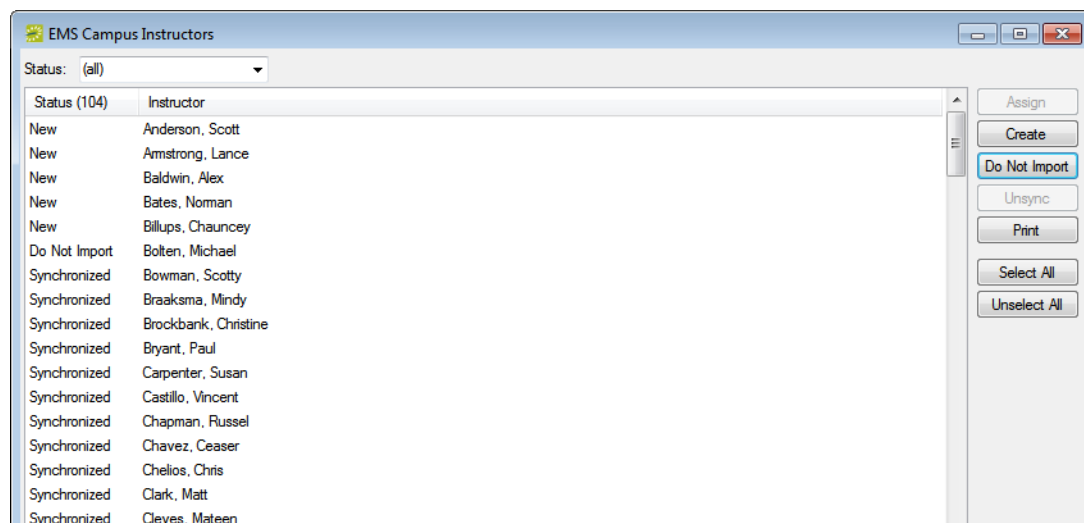 EMS Campus Instructors
Status: (all)
Status (104) Instructor
New Anderson, Scott
New Armstrong, Lance
New Baldwin, Alex
New Bates, Norman
New Billups, Chauncey
Do Not Import Bolten, Michael
Synchronized Bowman, Scotty
Synchronized Braaksma, Mindy
Synchronized Brockbank, Christine
Synchronized Bryant, Paul
Synchronized Carpenter, Susan
Synchronized Castillo, Vincent
Synchronized Chapman, Russel
Synchronized Chavez, Ceaser
Synchronized Chelios, Chris
Synchronized Clark, Matt
Synchronized Cleves, Mateen
Assign
Create
Do Not Import
Unsync
Print
Select All
Unselect All